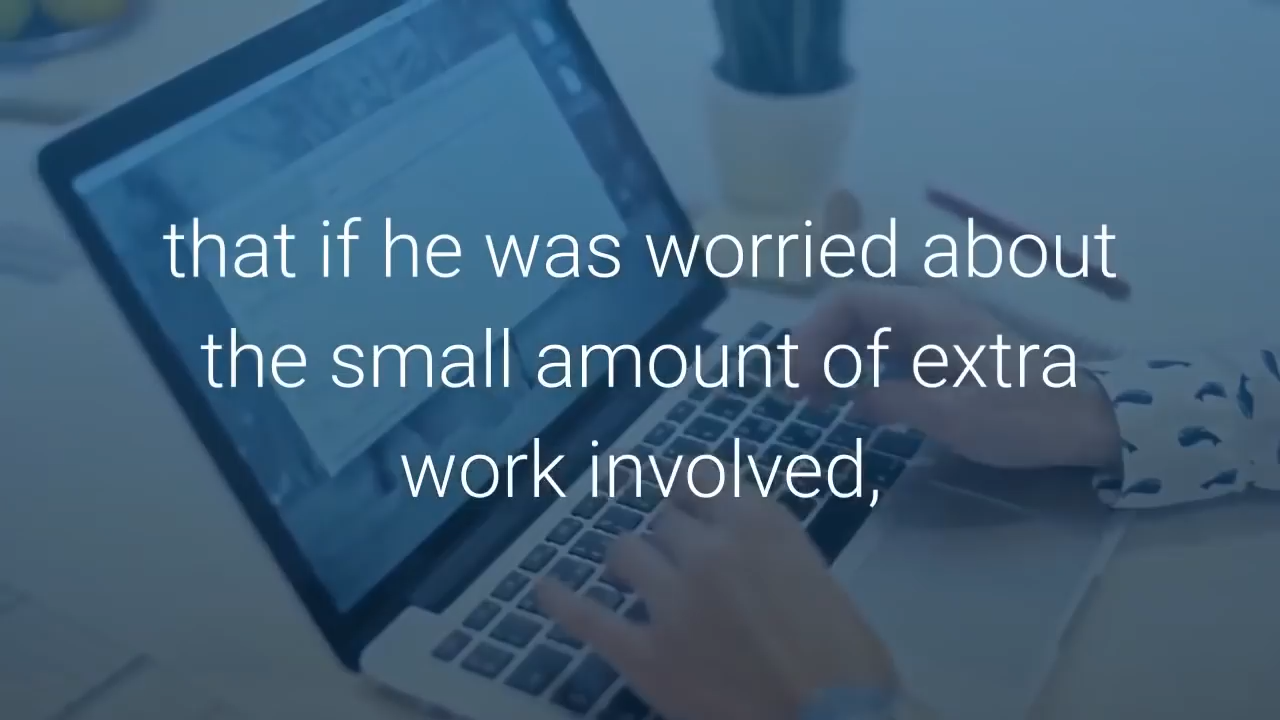 that if he was worried about
the small amount of extra
work involved,